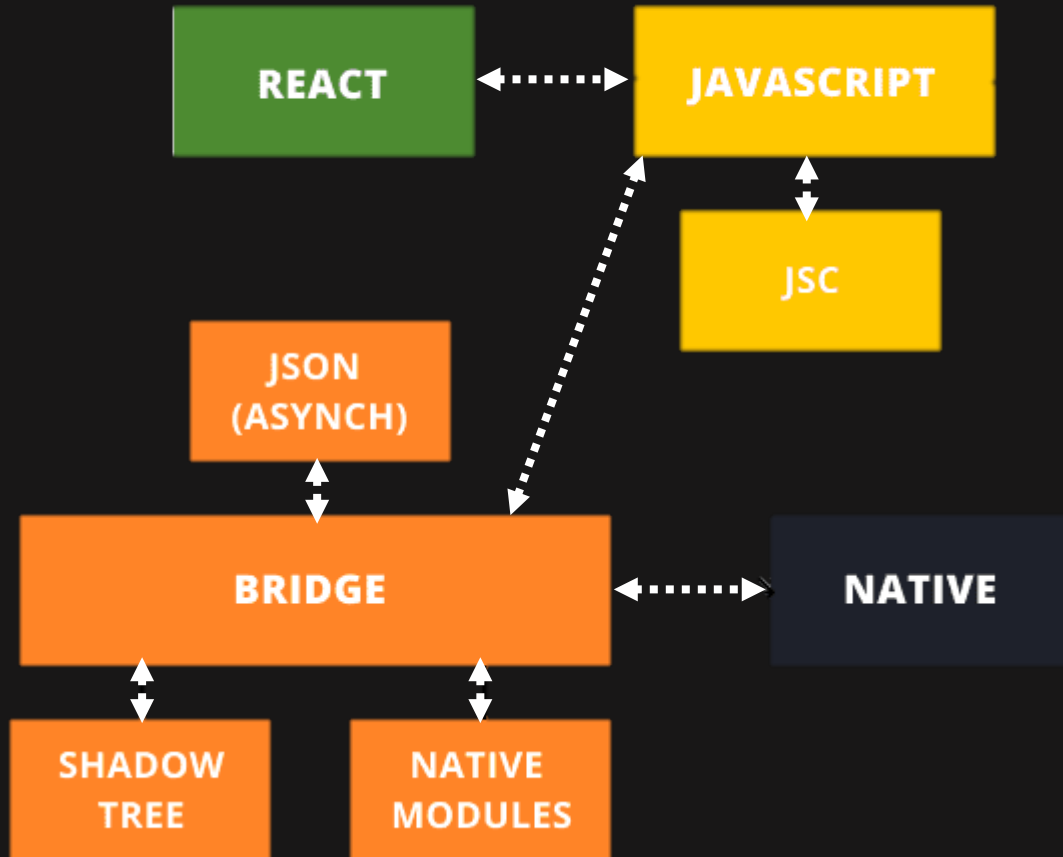 REACT
JAVASCRIPT
JSC
JSON
(ASYNCH)
BRIDGE
NATIVE
SHADOW
TREE
NATIVE
MODULES